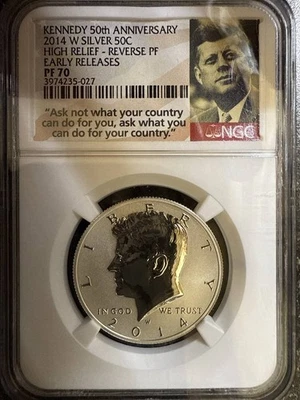 KENNEDY 50th ANNIVERSARY
2014 W SILVER 50C
HIGH RELIEF - REVERSE PF
EARLY RELEASES
PF 70
3974235-027
NGC
"Ask not what your country
can do for you, ask what you
can do for your country."
LIBERTY
IN GOD WE TRUST
W
2014